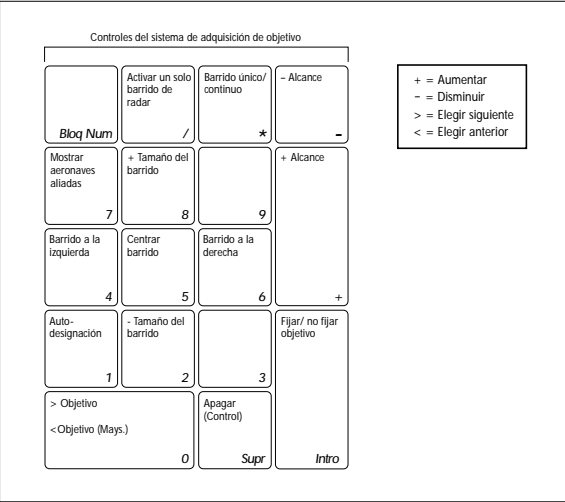 Controles del sistema de adquisición de objetivo
Bloq Num
Activar un solo
barrido de
radar
/
Barrido único/
continuo
*
– Alcance
–
+ = Aumentar
– = Disminuir
> = Elegir siguiente
< = Elegir anterior
Mostrar
aeronaves
aliadas
7
+ Tamaño del
barrido
8
9
+ Alcance
+
Barrido a la
izquierda
4
Centrar
barrido
5
Barrido a la
derecha
6
Auto-
designación
1
- Tamaño del
barrido
2
3
Fijar/ no fijar
objetivo
Intro
> Objetivo
<Objetivo (Mays.)
0
Apagar
(Control)
Supr